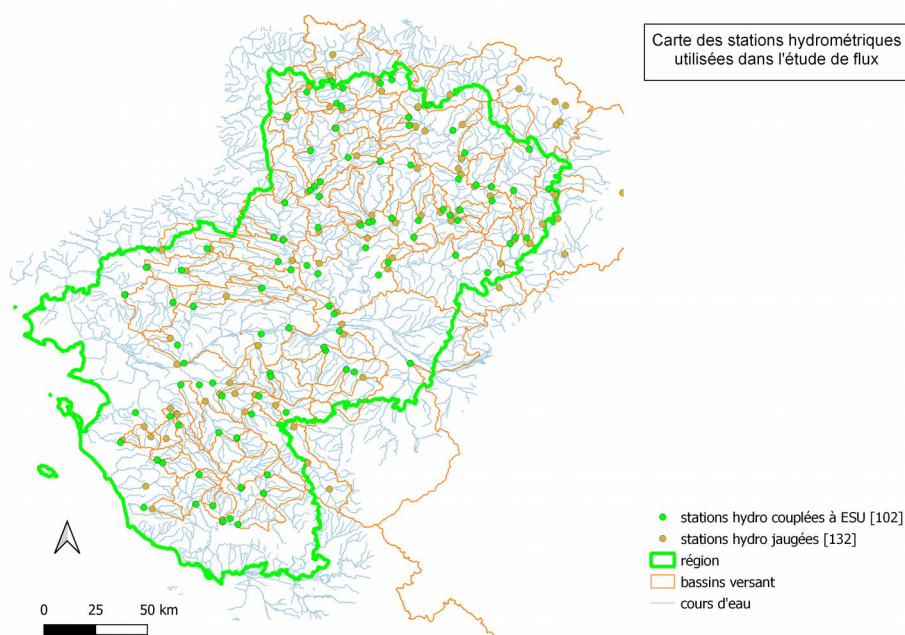 Carte des stations hydrométriques
utilisées dans l'étude de flux
stations hydro couplées à ESU [102]
stations hydro jaugées [132]
région
bassins versant
cours d'eau
0 25 50 km